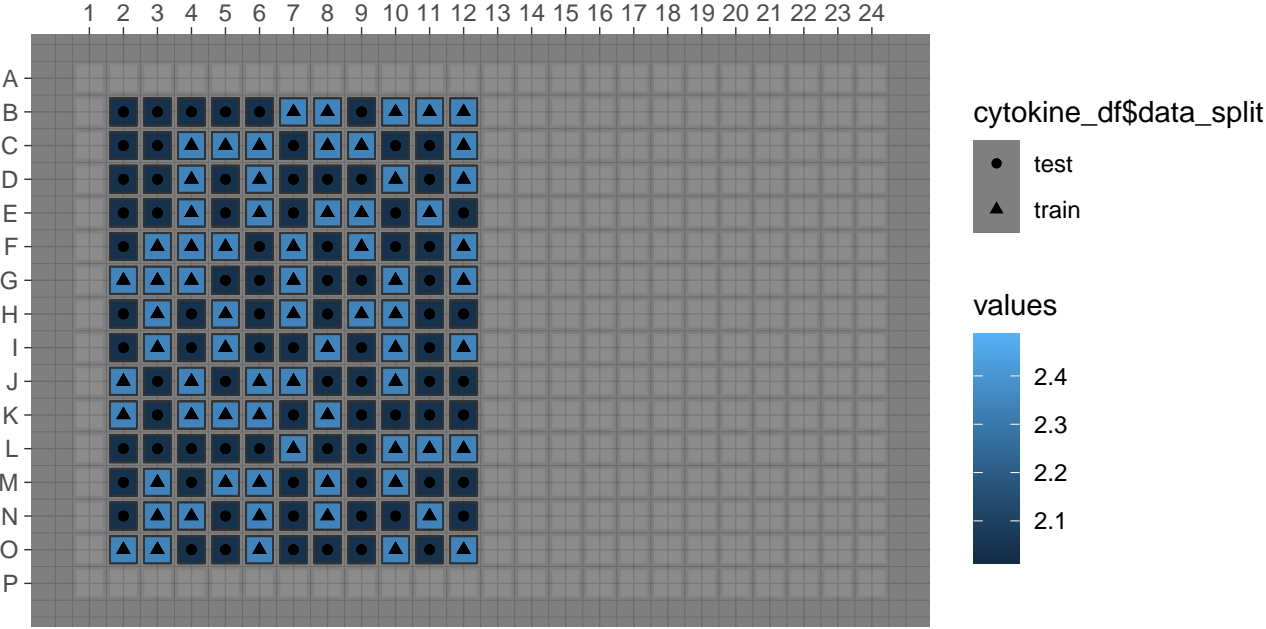 1 2 3 4 5 6 7 8 9 10 11 12 13 14 15 16 17 18 19 20 21 22 23 24
A
B
cytokine_df$data_split
C
test
D
E
train
F
G
H
values
I
J
2.4
K
2.3
L
2.2
M
2.1
N
O
P